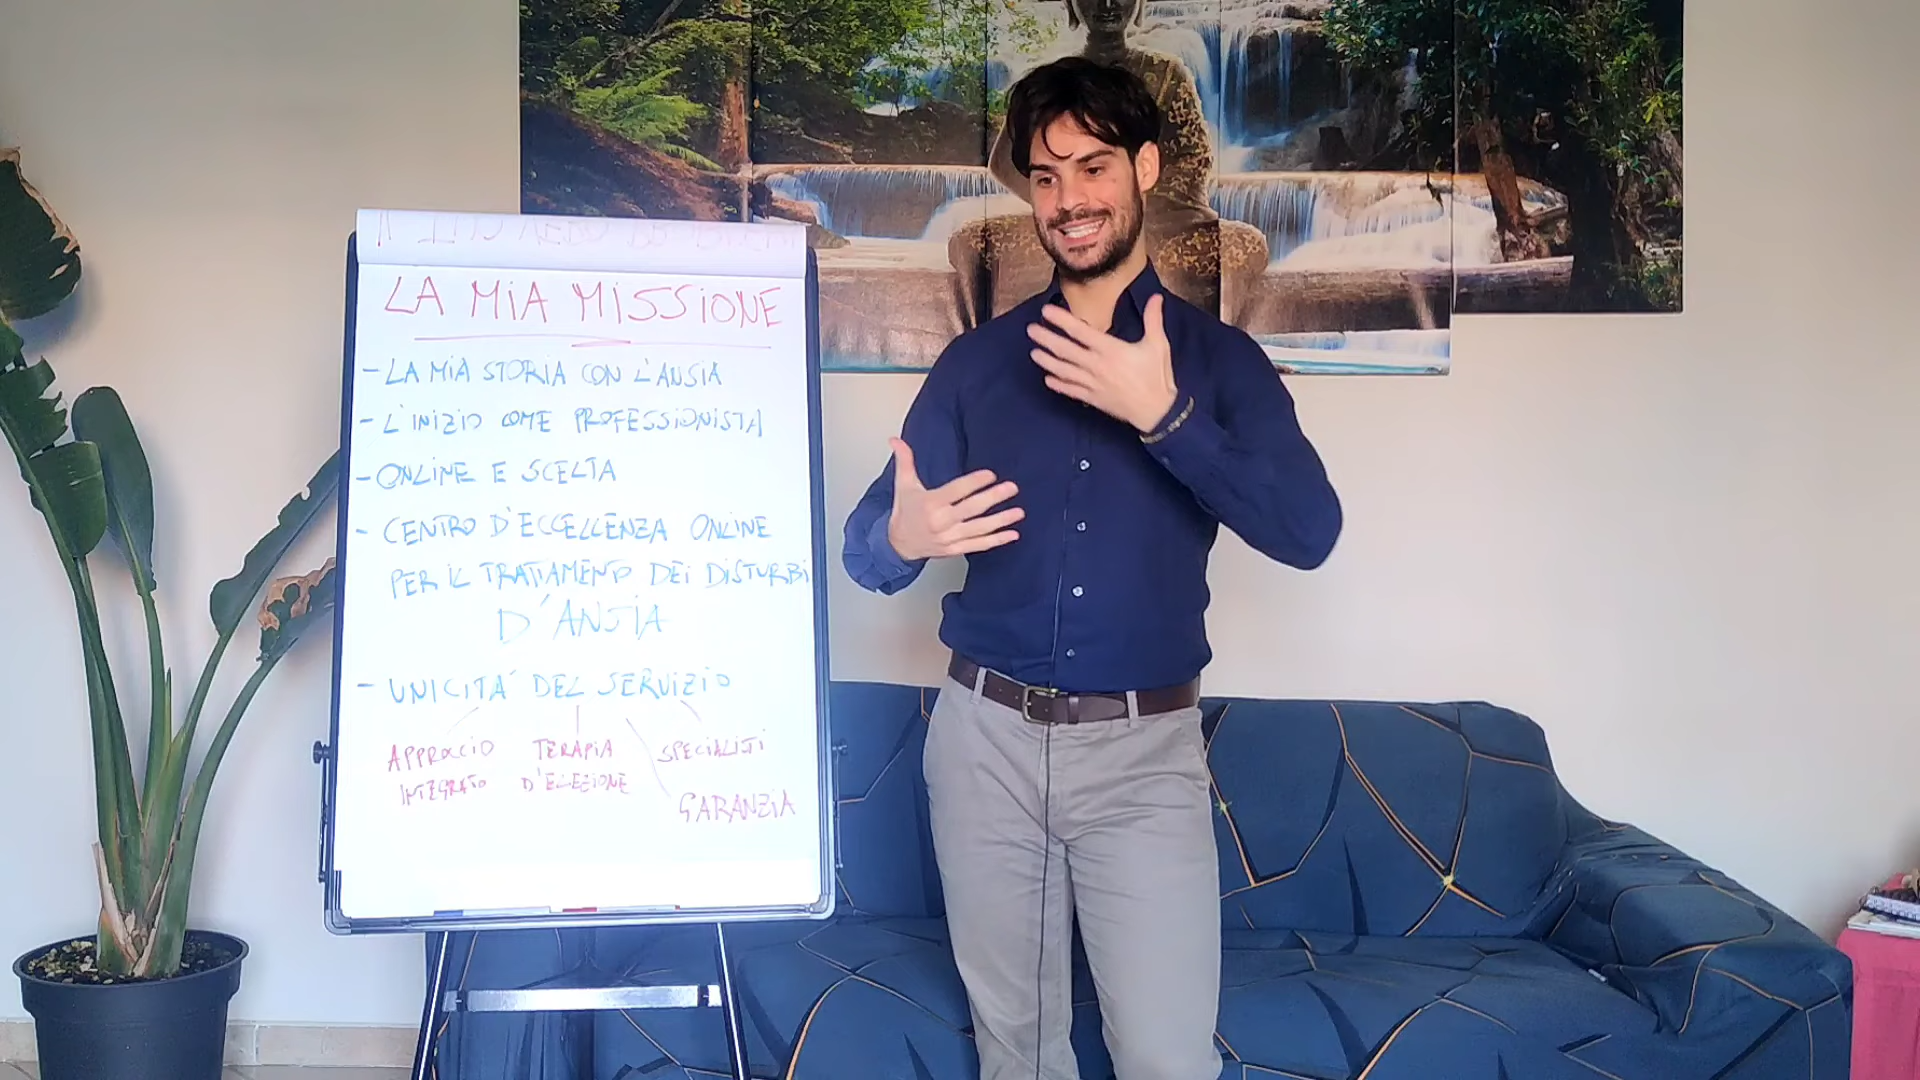 LA MIA MISSIONE
- LA MIA STORIA CON L'ANSIA
- L'INIZIO COME PROFESSIONISTA
- ONLINE E SCELTA
- CENTRO D'ECCELLENZA ONLINE
PER IL TRATTAMENTO DEI DISTURBI
D'ANSIA
- UNICITA' DEL SERVIZIO
APPROCCIO TERAPIA SPECIALISTI
INTEGRATO D'ELEZIONE
GARANZIA